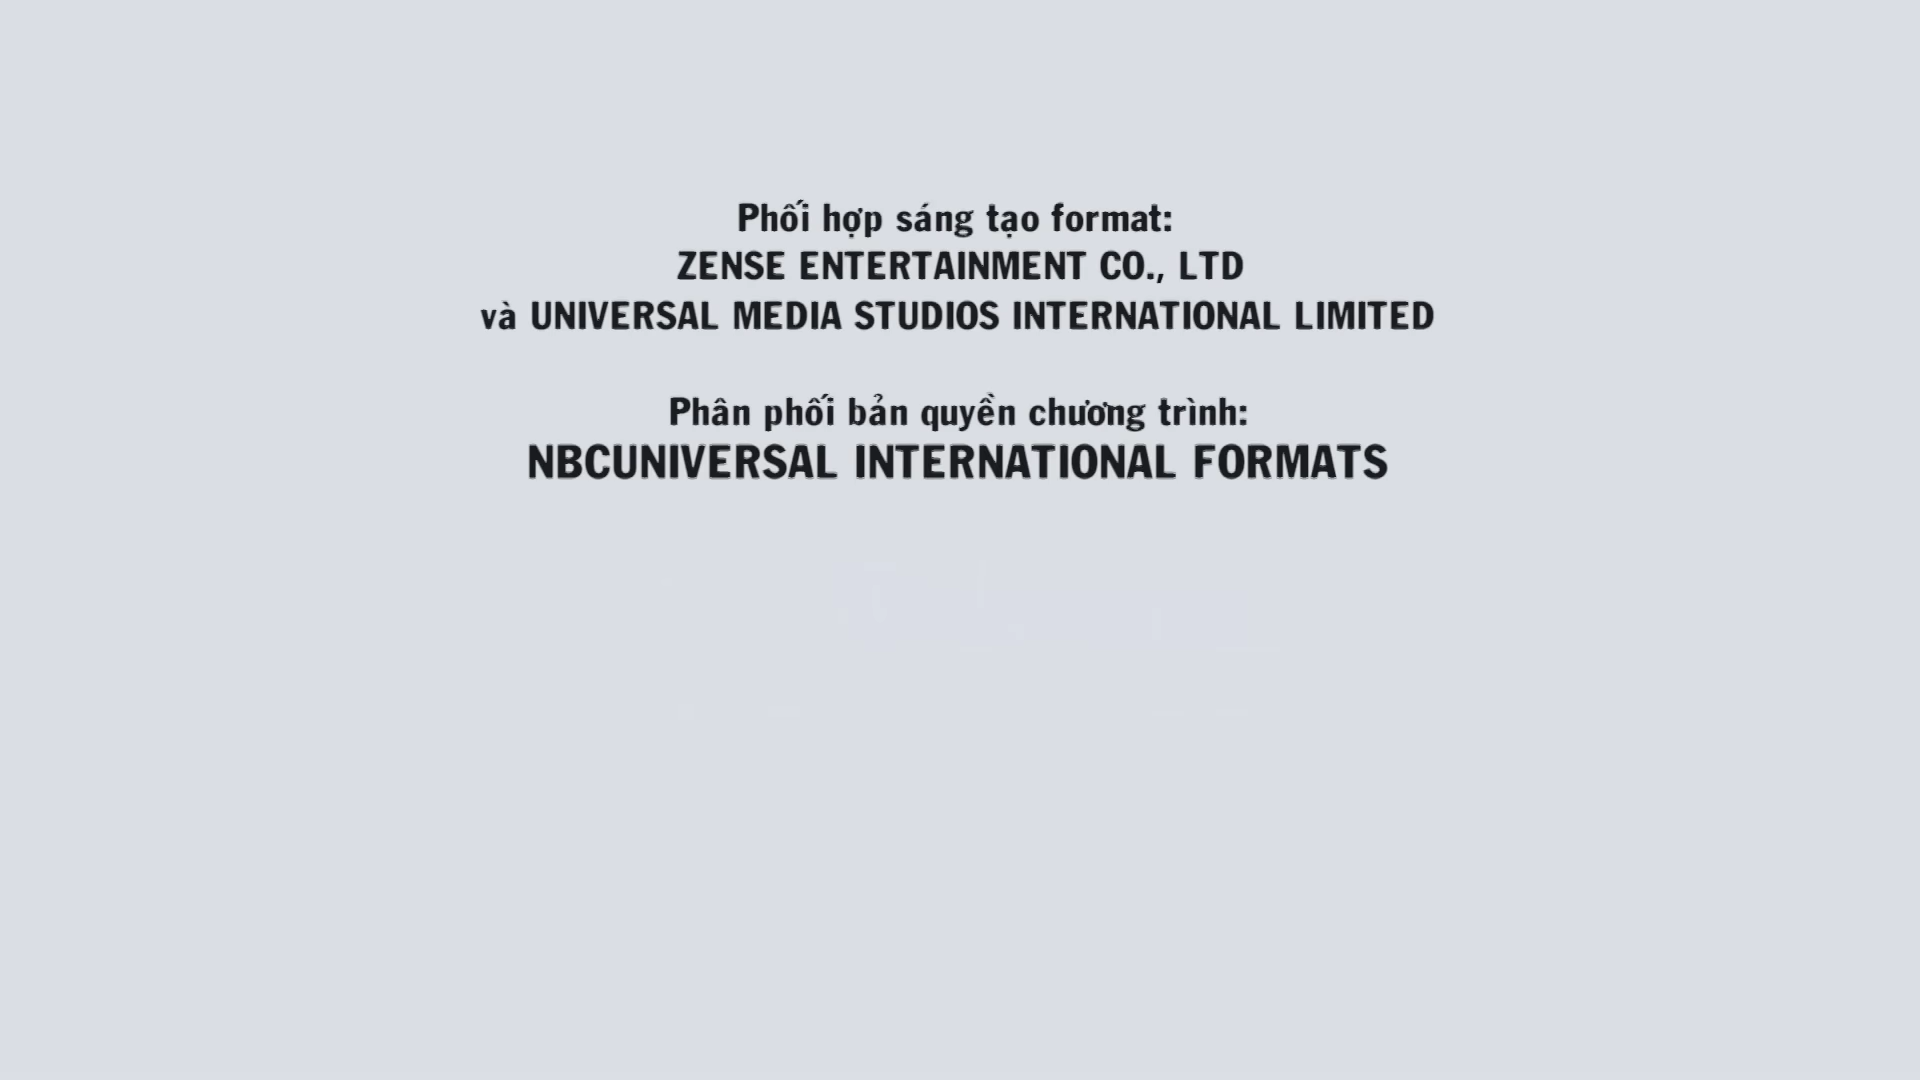 Phối hợp sáng tạo format:
ZENSE ENTERTAINMENT CO., LTD
và UNIVERSAL MEDIA STUDIOS INTERNATIONAL LIMITED
Phân phối bản quyền chương trình:
NBCUNIVERSAL INTERNATIONAL FORMATS